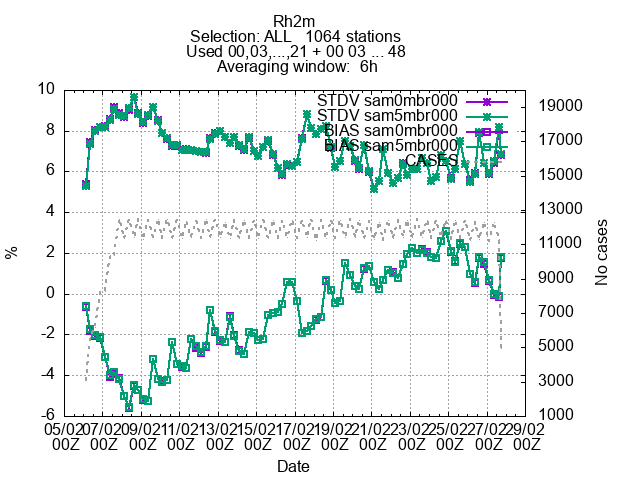 Rh2m
Selection: ALL   1064 stations
Used 00,03,...,21 + 00 03 ... 48
Averaging window:  6h
STDV sam0mbr000
STDV sam5mbr000
BIAS sam0mbr000
BIAS sam5mbr000
CASES
10
8
6
4
2
0
-2
-4
-6
%
19000
17000
15000
13000
11000
9000
7000
5000
3000
1000
No cases
05/02 07/02 09/02 11/02 13/02 15/02 17/02 19/02 21/02 23/02 25/02 27/02 29/02
00Z 00Z 00Z 00Z 00Z 00Z 00Z 00Z 00Z 00Z 00Z 00Z 00Z
Date